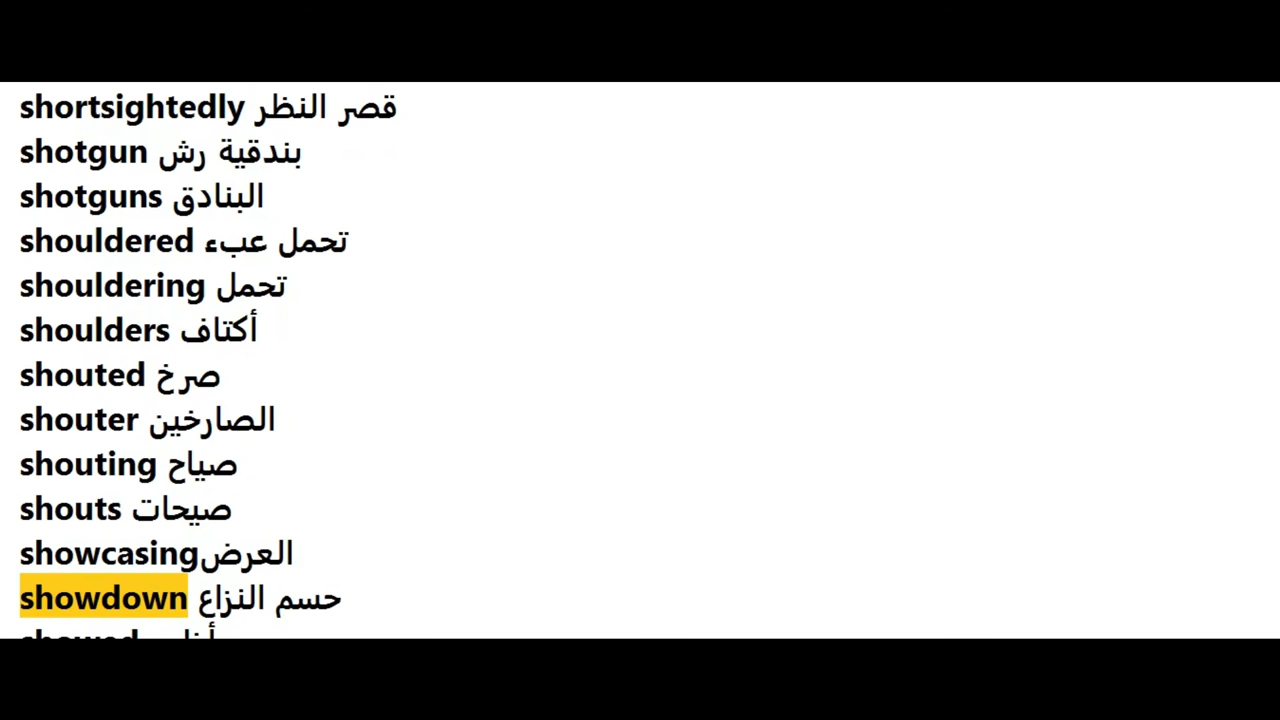 shortsightedly قصر النظر
shotgun بندقية رش
shotguns البنادق
shouldered تحمل عبء
shouldering تحمل
shoulders أكتاف
shouted صرخ
shouter الصارخين
shouting صياح
shouts صيحات
showcasingالعرض
showdown حسم النزاع
showed